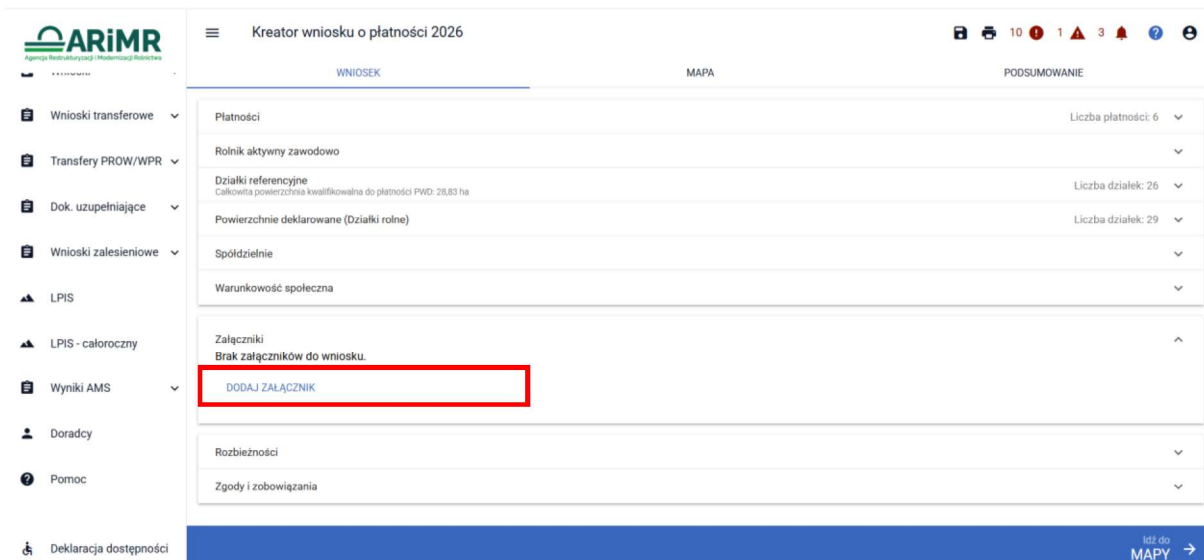 ARiMR
Agencja Restrukturyzacji i Modernizacji Rolnictwa
Kreator wniosku o płatności 2026
10 1 3
WNIOSEK MAPA PODSUMOWANIE
Wnioski
Wnioski transferowe
Transfery PROW/WPR
Dok. uzupełniające
Wnioski zalesieniowe
LPIS
LPIS - całoroczny
Wyniki AMS
Doradcy
Pomoc
Deklaracja dostępności
Płatności Liczba płatności: 6
Rolnik aktywny zawodowo
Działki referencyjne Liczba działek: 26
Całkowita powierzchnia kwalifikowalna do płatności PWD: 28,83 ha
Powierzchnie deklarowane (Działki rolne) Liczba działek: 29
Spółdzielnie
Warunkowość społeczna
Załączniki
Brak załączników do wniosku.
DODAJ ZAŁĄCZNIK
Rozbieżności
Zgody i zobowiązania
Idź do
MAPY